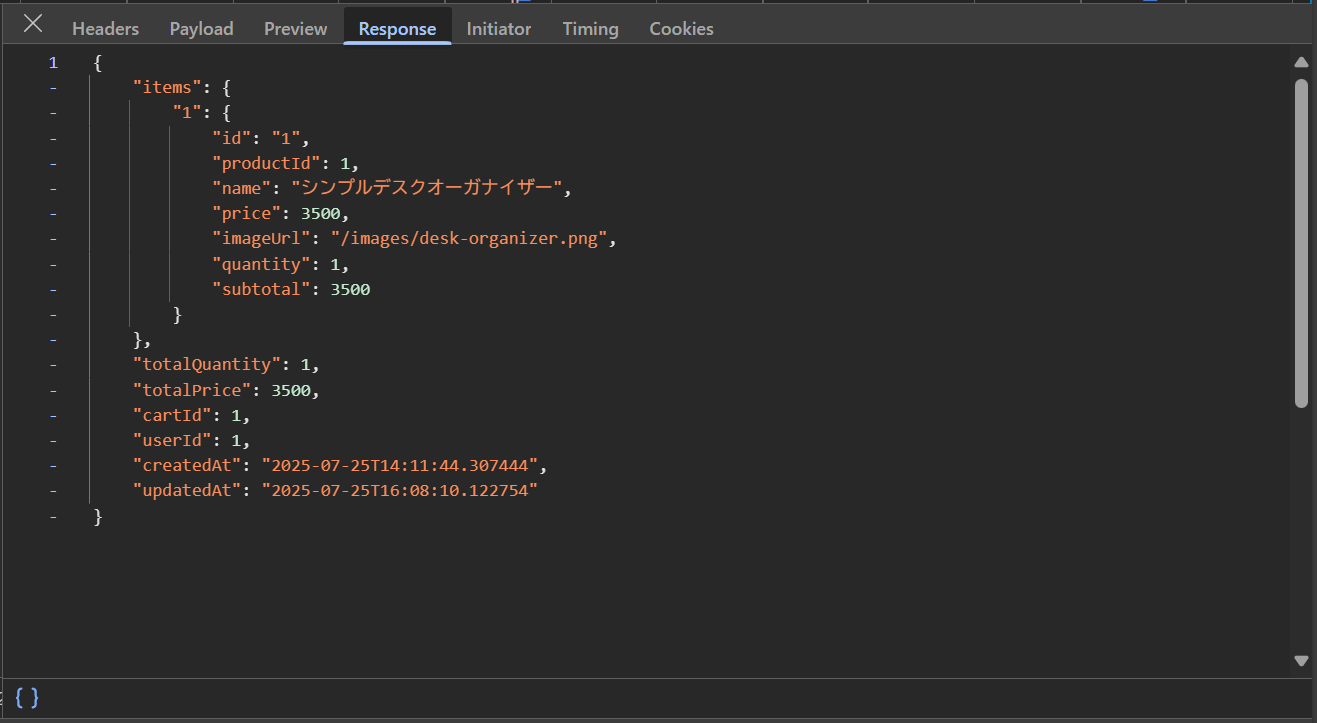 Headers Payload Preview Response Initiator Timing Cookies
1 {
- "items": {
- "1": {
- "id": "1",
- "productId": 1,
- "name": "シンプルデスクオーガナイザー",
- "price": 3500,
- "imageUrl": "/images/desk-organizer.png",
- "quantity": 1,
- "subtotal": 3500
- }
- },
- "totalQuantity": 1,
- "totalPrice": 3500,
- "cartId": 1,
- "userId": 1,
- "createdAt": "2025-07-25T14:11:44.307444",
- "updatedAt": "2025-07-25T16:08:10.122754"
- }
{ }